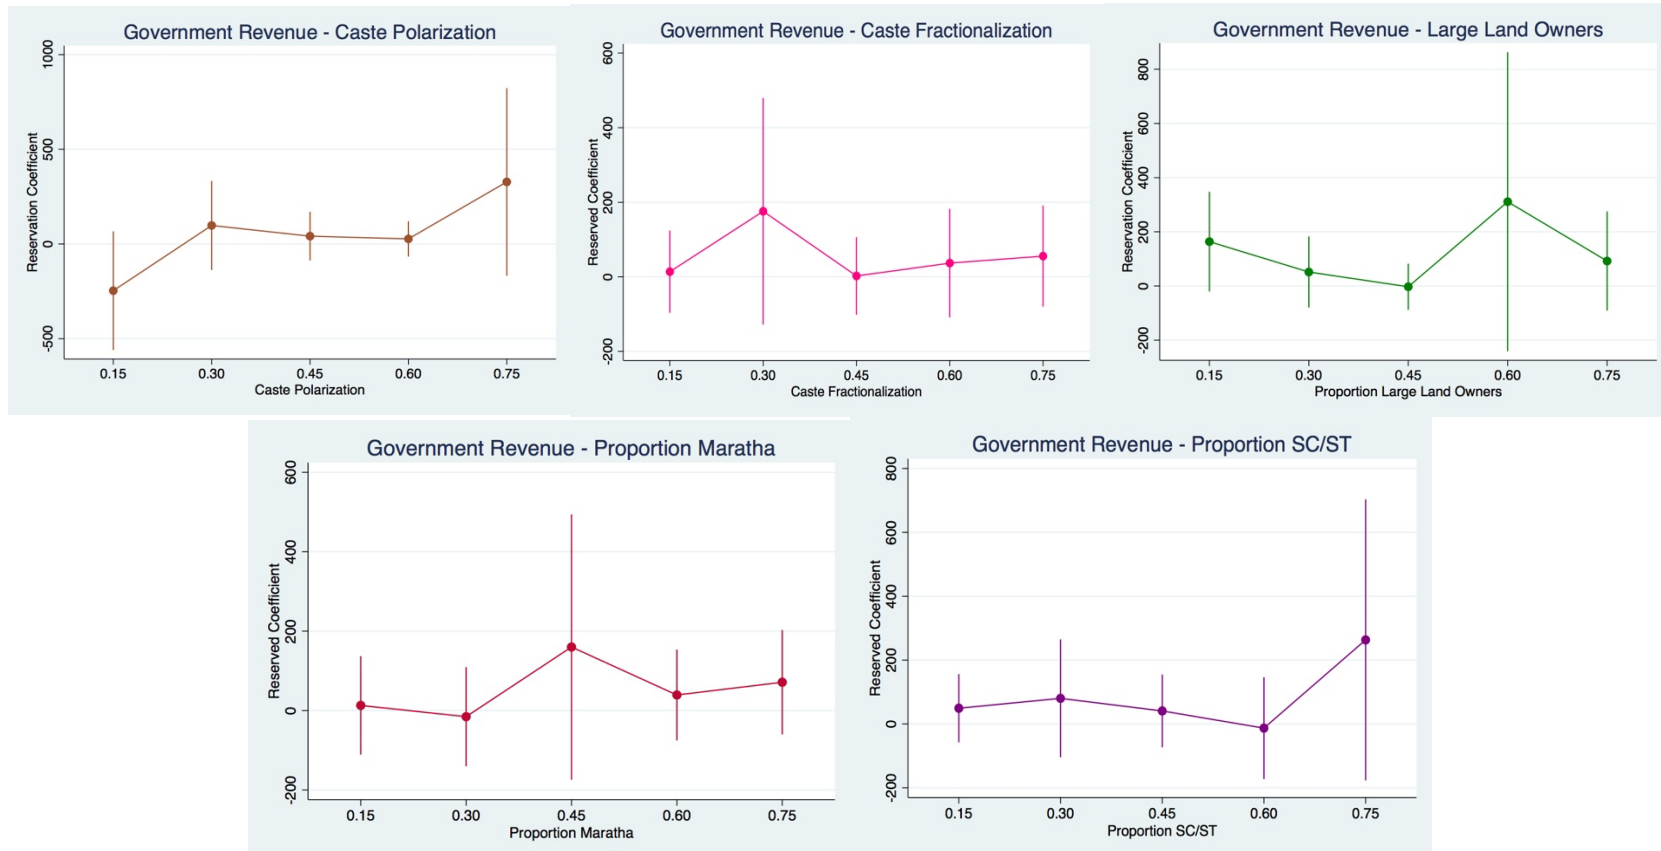 Government Revenue - Caste Polarization
Reservation Coefficient
1000
500
0
-500
0.15 0.30 0.45 0.60 0.75
Caste Polarization
Government Revenue - Caste Fractionalization
Reserved Coefficient
600
400
200
0
-200
0.15 0.30 0.45 0.60 0.75
Caste Fractionalization
Government Revenue - Large Land Owners
Reservation Coefficient
800
600
400
200
0
-200
0.15 0.30 0.45 0.60 0.75
Proportion Large Land Owners
Government Revenue - Proportion Maratha
Reserved Coefficient
600
400
200
0
-200
0.15 0.30 0.45 0.60 0.75
Proportion Maratha
Government Revenue - Proportion SC/ST
Reserved Coefficient
800
600
400
200
0
-200
0.15 0.30 0.45 0.60 0.75
Proportion SC/ST